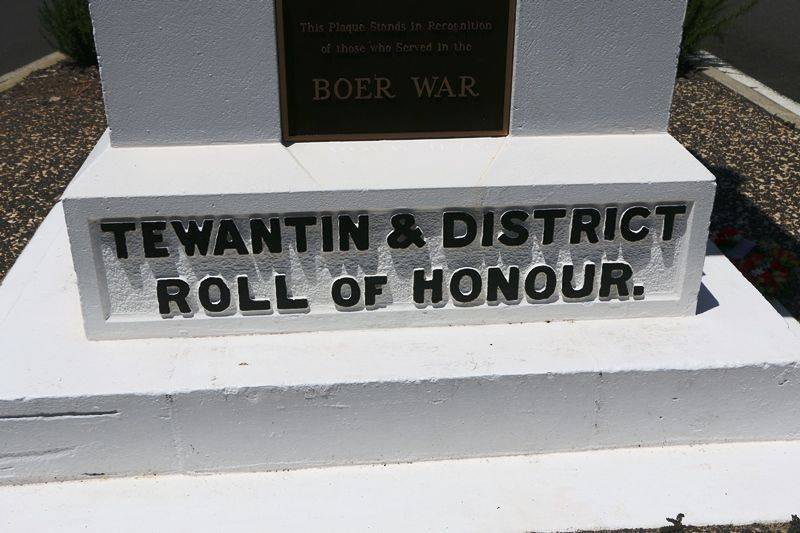 This Plaque Stands in Recognition
of those who Served in the
BOER WAR
TEWANTIN & DISTRICT
ROLL OF HONOUR.